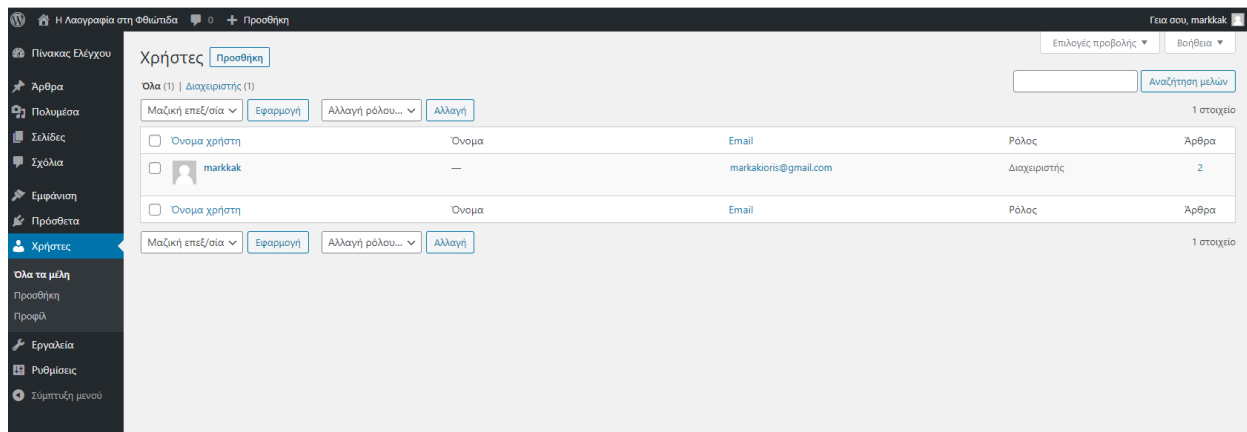 Η Λαογραφία στη Φθιώτιδα 0 + Προσθήκη Γεια σου, markkak
Πίνακας Ελέγχου
Άρθρα
Πολυμέσα
Σελίδες
Σχόλια
Εμφάνιση
Πρόσθετα
Χρήστες
Όλα τα μέλη
Προσθήκη
Προφίλ
Εργαλεία
Ρυθμίσεις
Σύμπτυξη μενού
Επιλογές προβολής ▼ Βοήθεια ▼
Χρήστες Προσθήκη
Όλα (1) | Διαχειριστής (1) Αναζήτηση μελών
Μαζική επεξ/σία Εφαρμογή Αλλαγή ρόλου... Αλλαγή 1 στοιχείο
Όνομα χρήστη Όνομα Email Ρόλος Άρθρα
markkak — markakioris@gmail.com Διαχειριστής 2
Όνομα χρήστη Όνομα Email Ρόλος Άρθρα
Μαζική επεξ/σία Εφαρμογή Αλλαγή ρόλου... Αλλαγή 1 στοιχείο